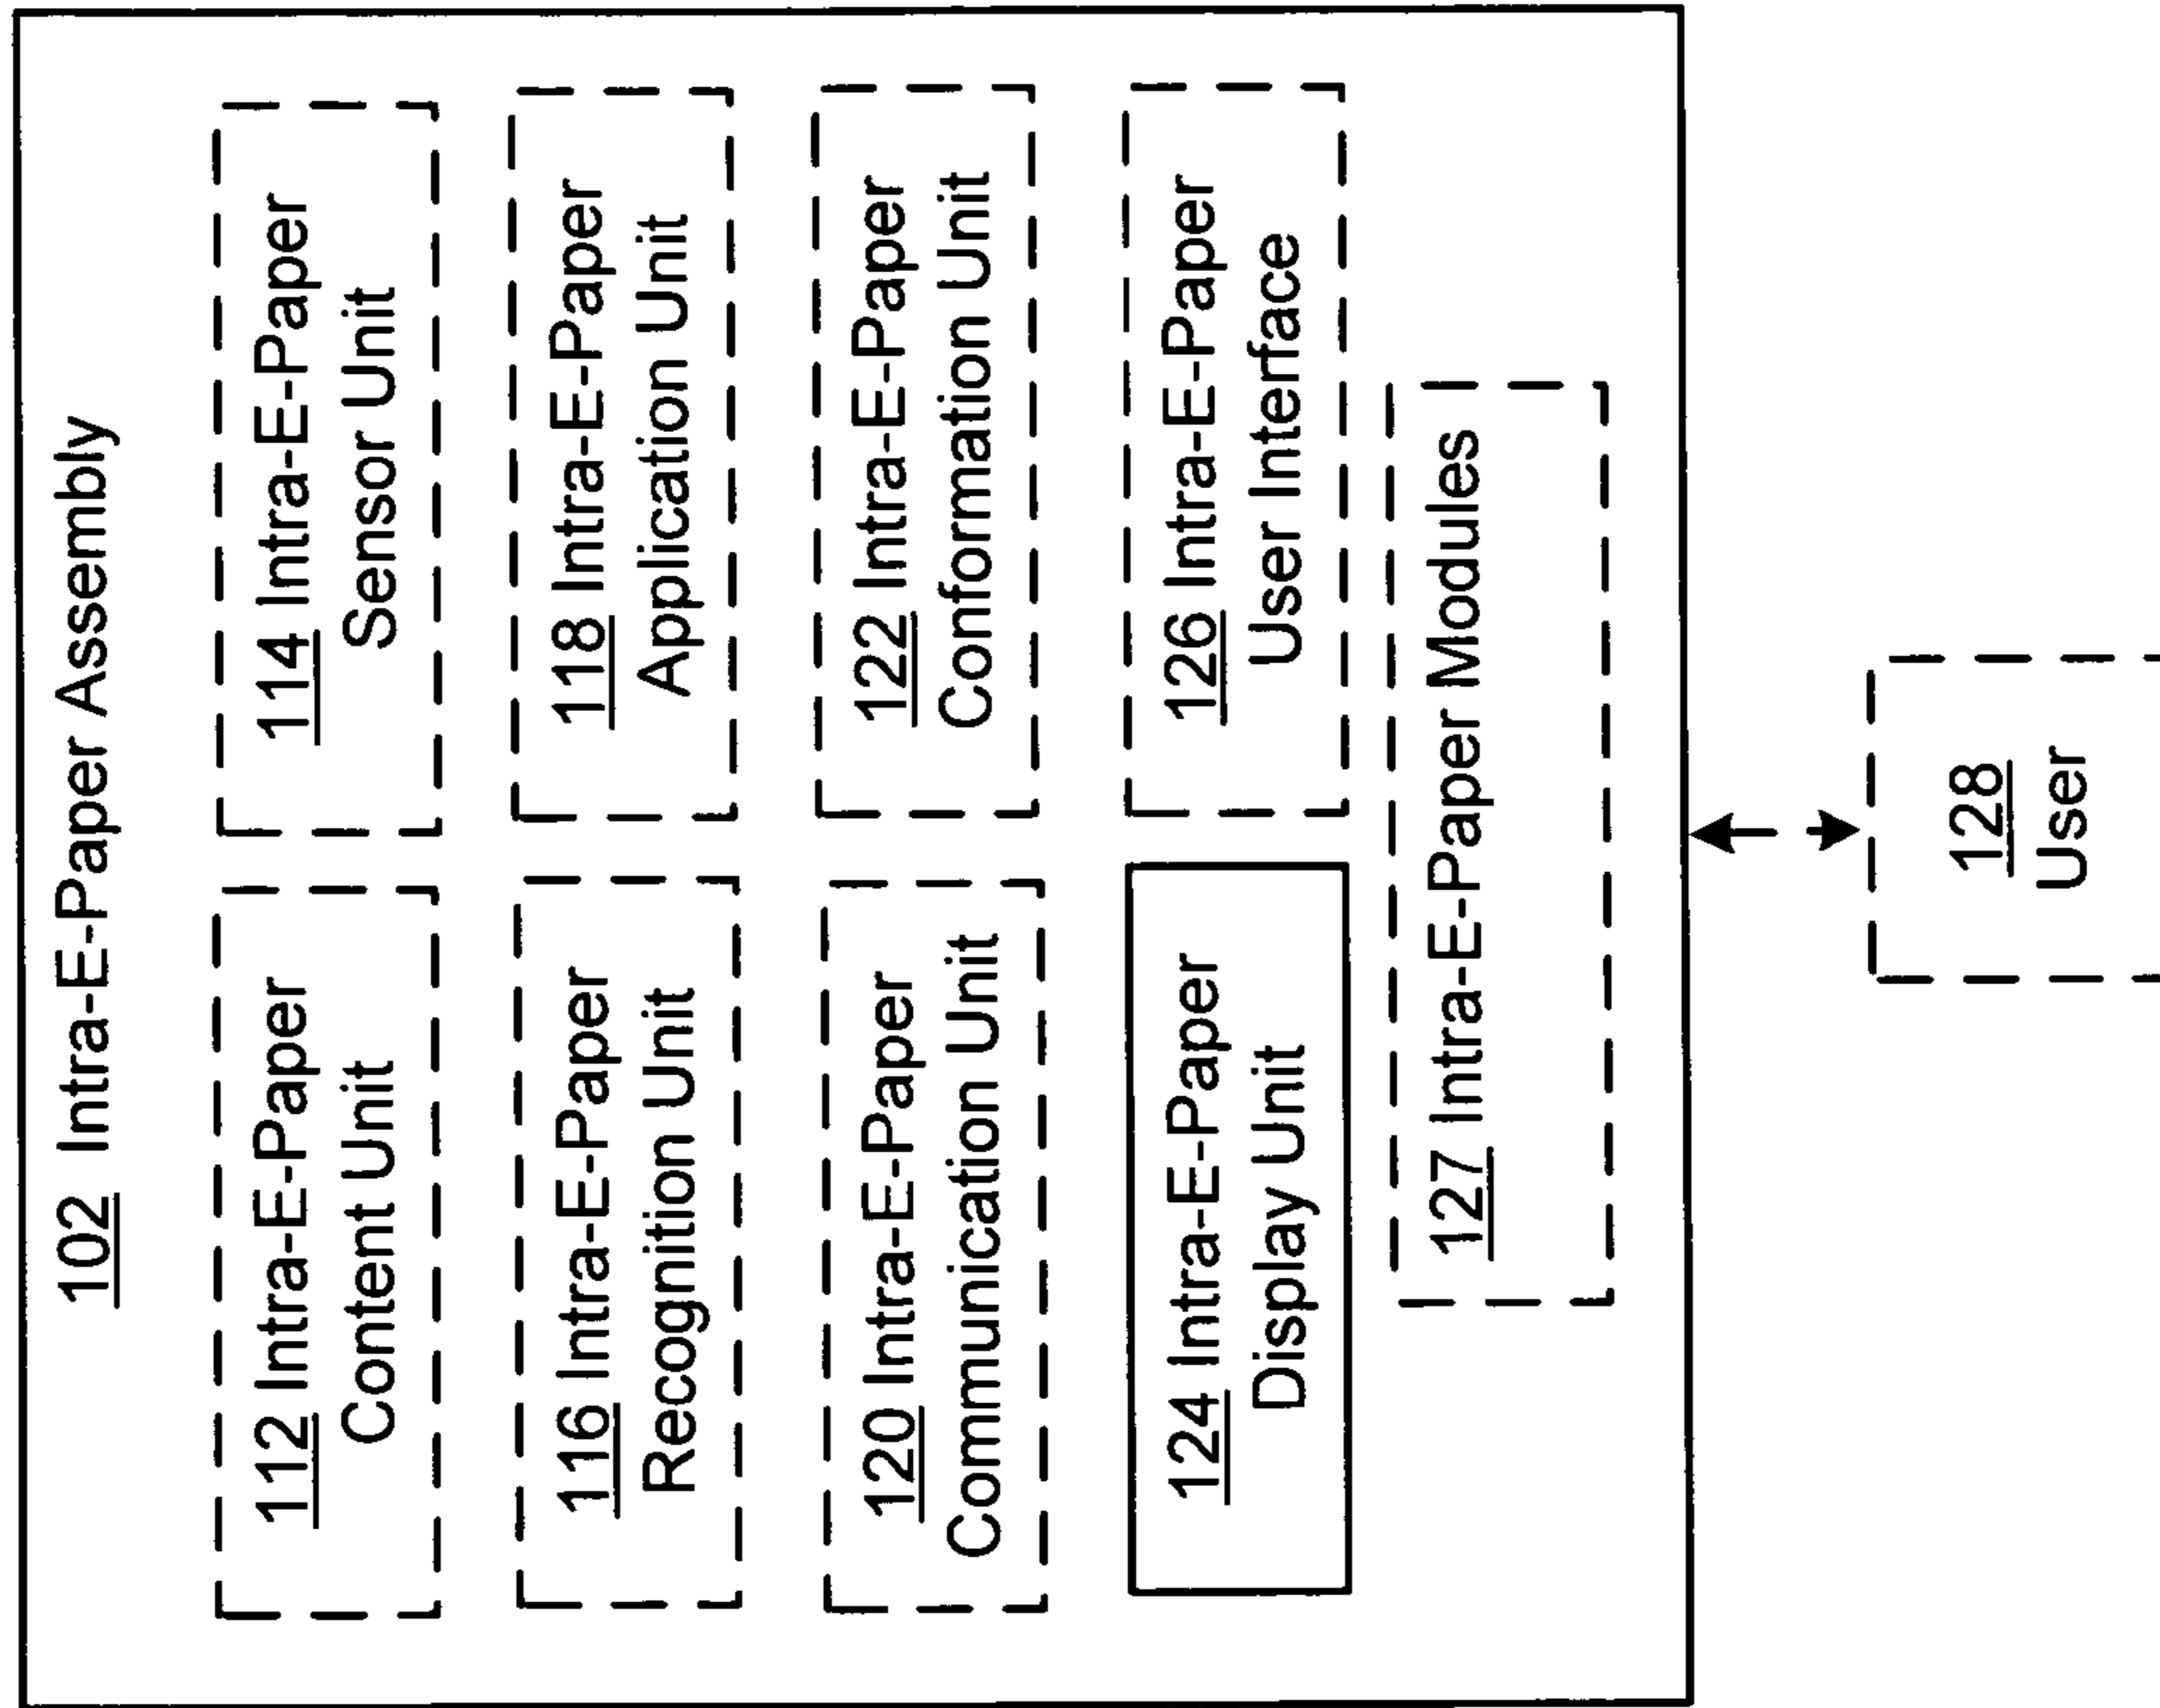 102 Intra-E-Paper Assembly
112 Intra-E-Paper
Content Unit
114 Intra-E-Paper
Sensor Unit
116 Intra-E-Paper
Recognition Unit
118 Intra-E-Paper
Application Unit
120 Intra-E-Paper
Communication Unit
122 Intra-E-Paper
Conformation Unit
124 Intra-E-Paper
Display Unit
126 Intra-E-Paper
User Interface
127 Intra-E-Paper Modules
128
User